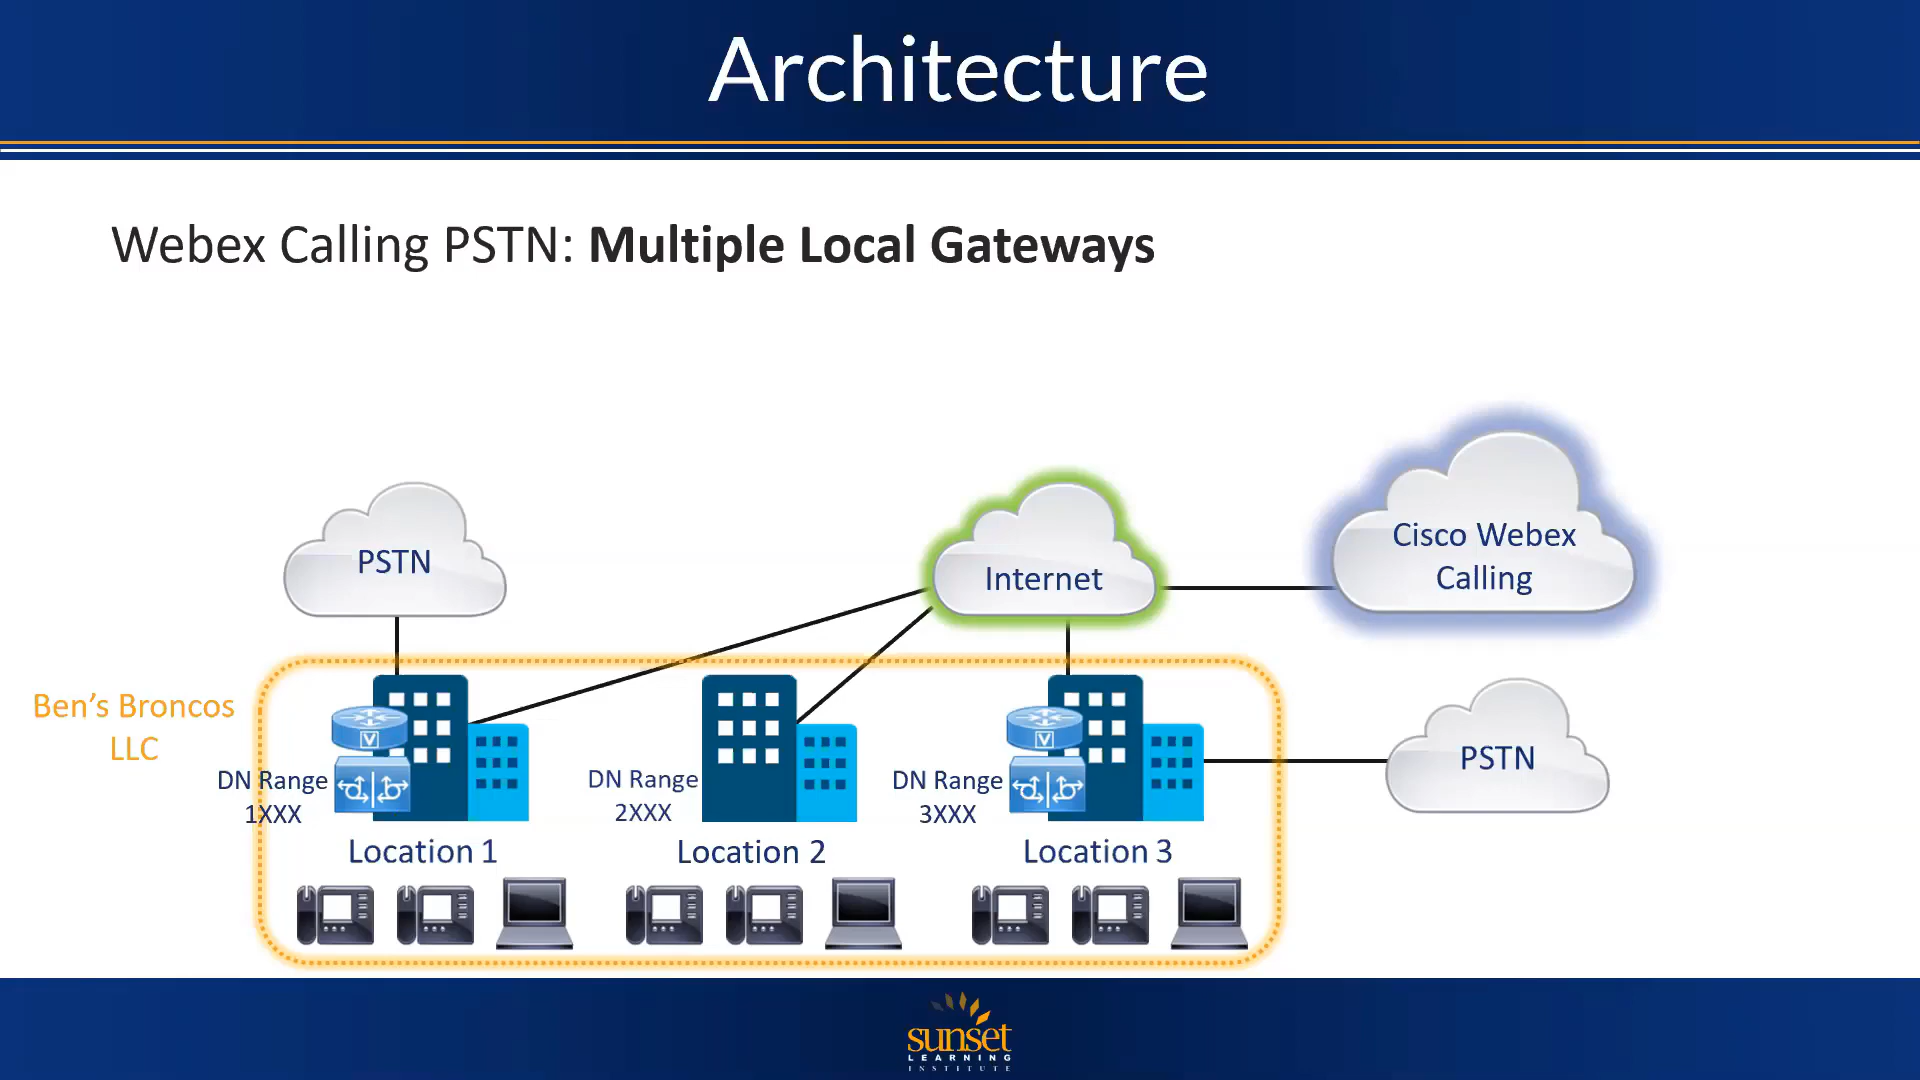 Architecture
Webex Calling PSTN: Multiple Local Gateways
PSTN
Internet
Cisco Webex
Calling
Ben’s Broncos
LLC
PSTN
V
V
DN Range
1XXX
DN Range
2XXX
DN Range
3XXX
Location 1
Location 2
Location 3
sunset
LEARNING
INSTITUTE